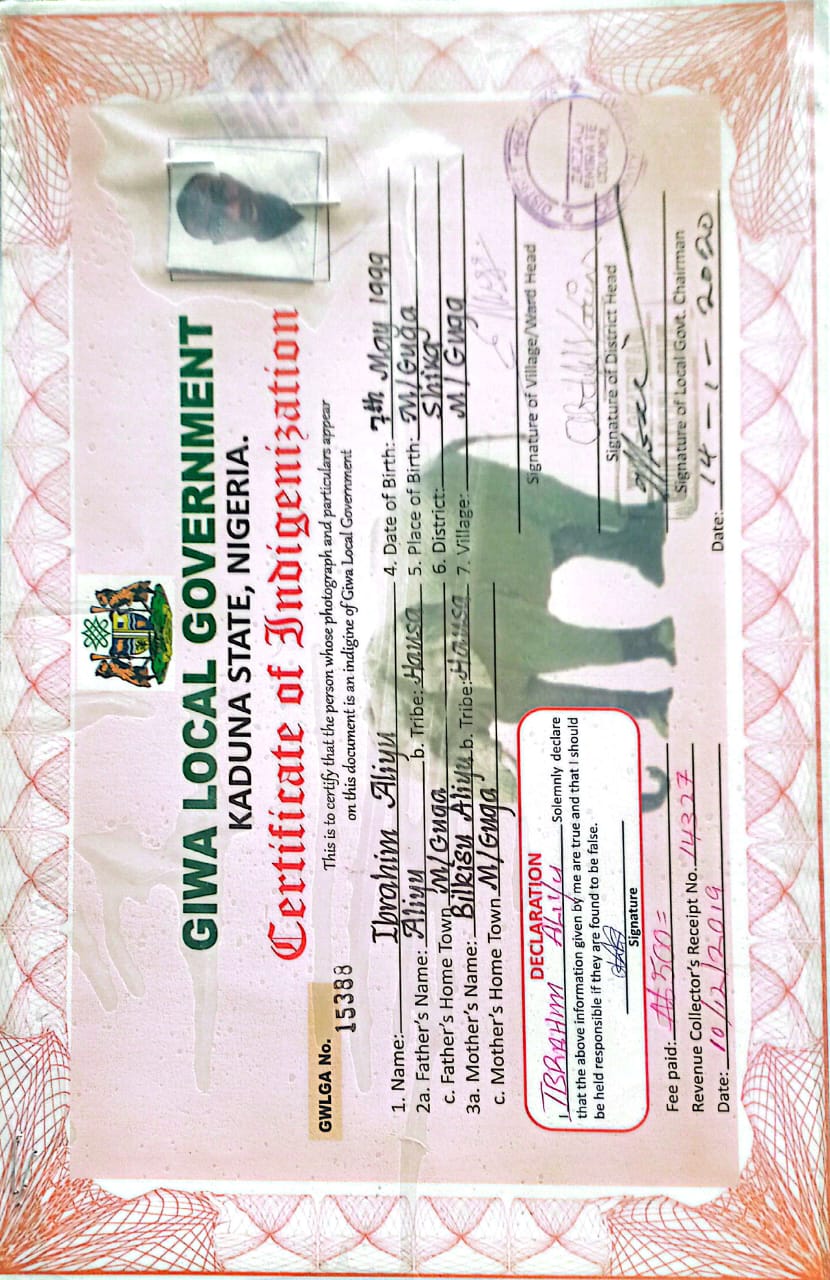 GIWA LOCAL GOVERNMENT
KADUNA STATE, NIGERIA.
Certificate of Indigenization
GWLGA No.
15388
This is to certify that the person whose photograph and particulars appear
on this document is an indigine of Giwa Local Government
1. Name: Ibrahim Aliyu
2a. Father's Name: Aliyu b. Tribe: Hausa
c. Father's Home Town M/Guga
3a. Mother's Name: Bilkisu Aliyu b. Tribe: Hausa
c. Mother's Home Town M/Guga
4. Date of Birth: 7th May 1999
5. Place of Birth: M/Guga
6. District: Shika
7. Village: M/Guga
DECLARATION
I IBRAHIM ALIYU Solemnly declare
that the above information given by me are true and that I should
be held responsible if they are found to be false.
Signature
Fee paid: ₦500=
Revenue Collector's Receipt No. 14327
Date: 10/12/2019
Signature of Village/Ward Head
Signature of District Head
Signature of Local Govt. Chairman
Date: 14-1-2020
ZAZZAU
EMIRATE
COUNCIL